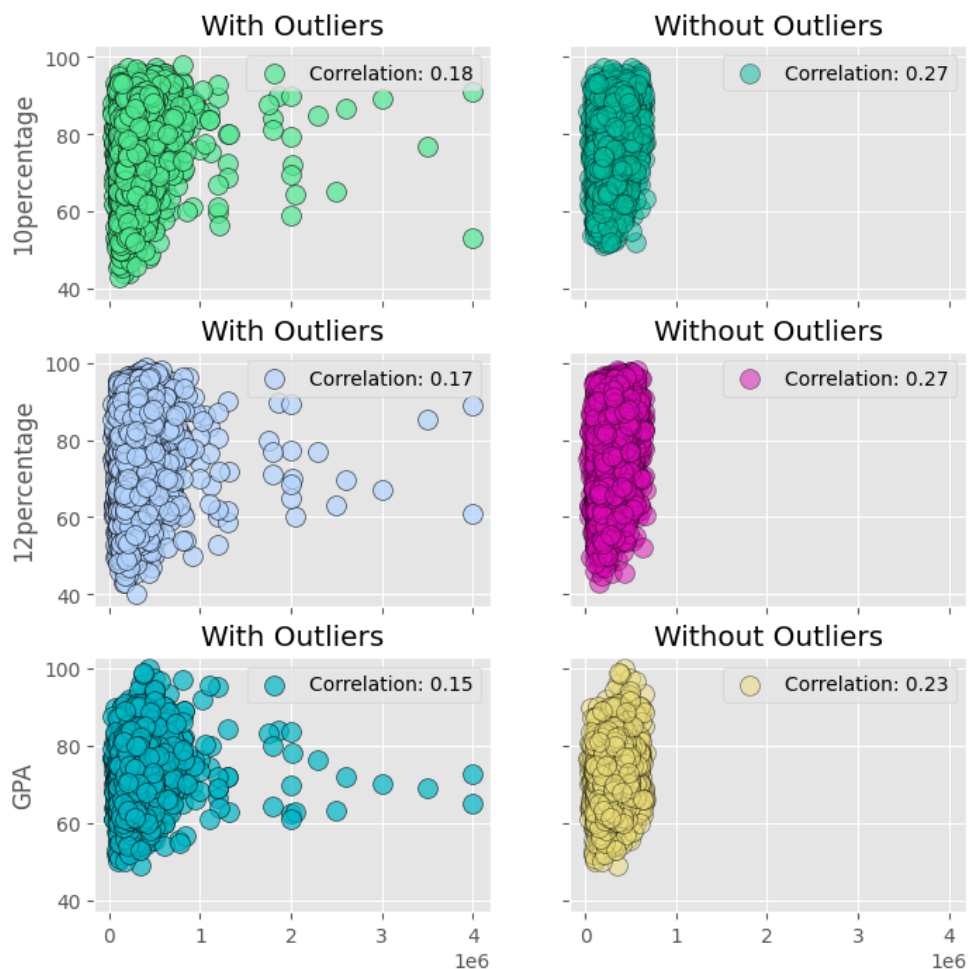 With Outliers
Without Outliers
100
Correlation: 0.18
Correlation: 0.27
80
60
40
10percentage
With Outliers
Without Outliers
100
Correlation: 0.17
Correlation: 0.27
80
60
40
12percentage
With Outliers
Without Outliers
100
Correlation: 0.15
Correlation: 0.23
80
60
40
GPA
0 1 2 3 4
1e6
0 1 2 3 4
1e6